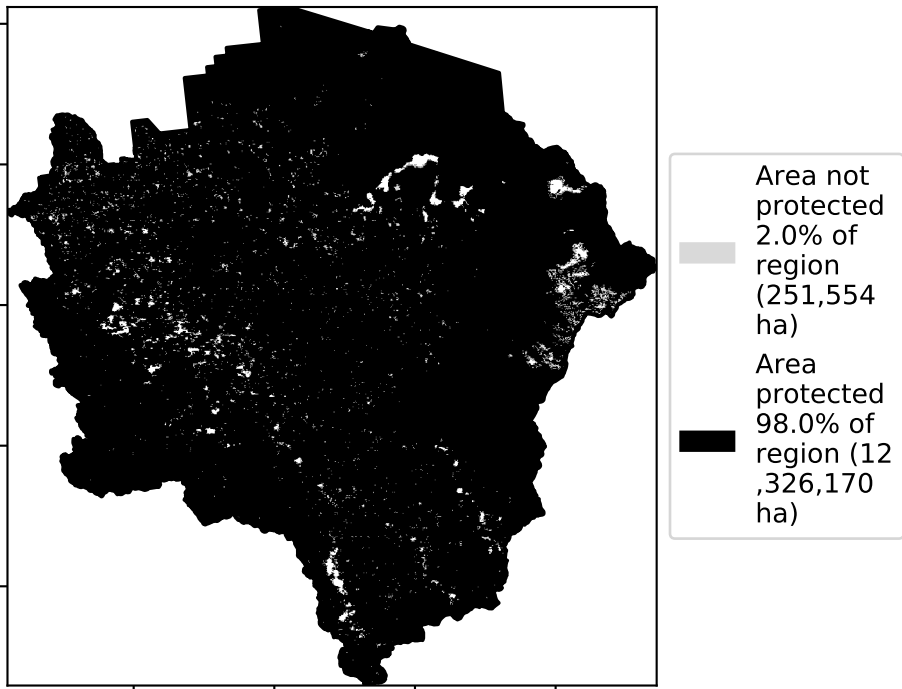 Area not
protected
2.0% of
region
(251,554
ha)
Area
protected
98.0% of
region (12
,326,170
ha)